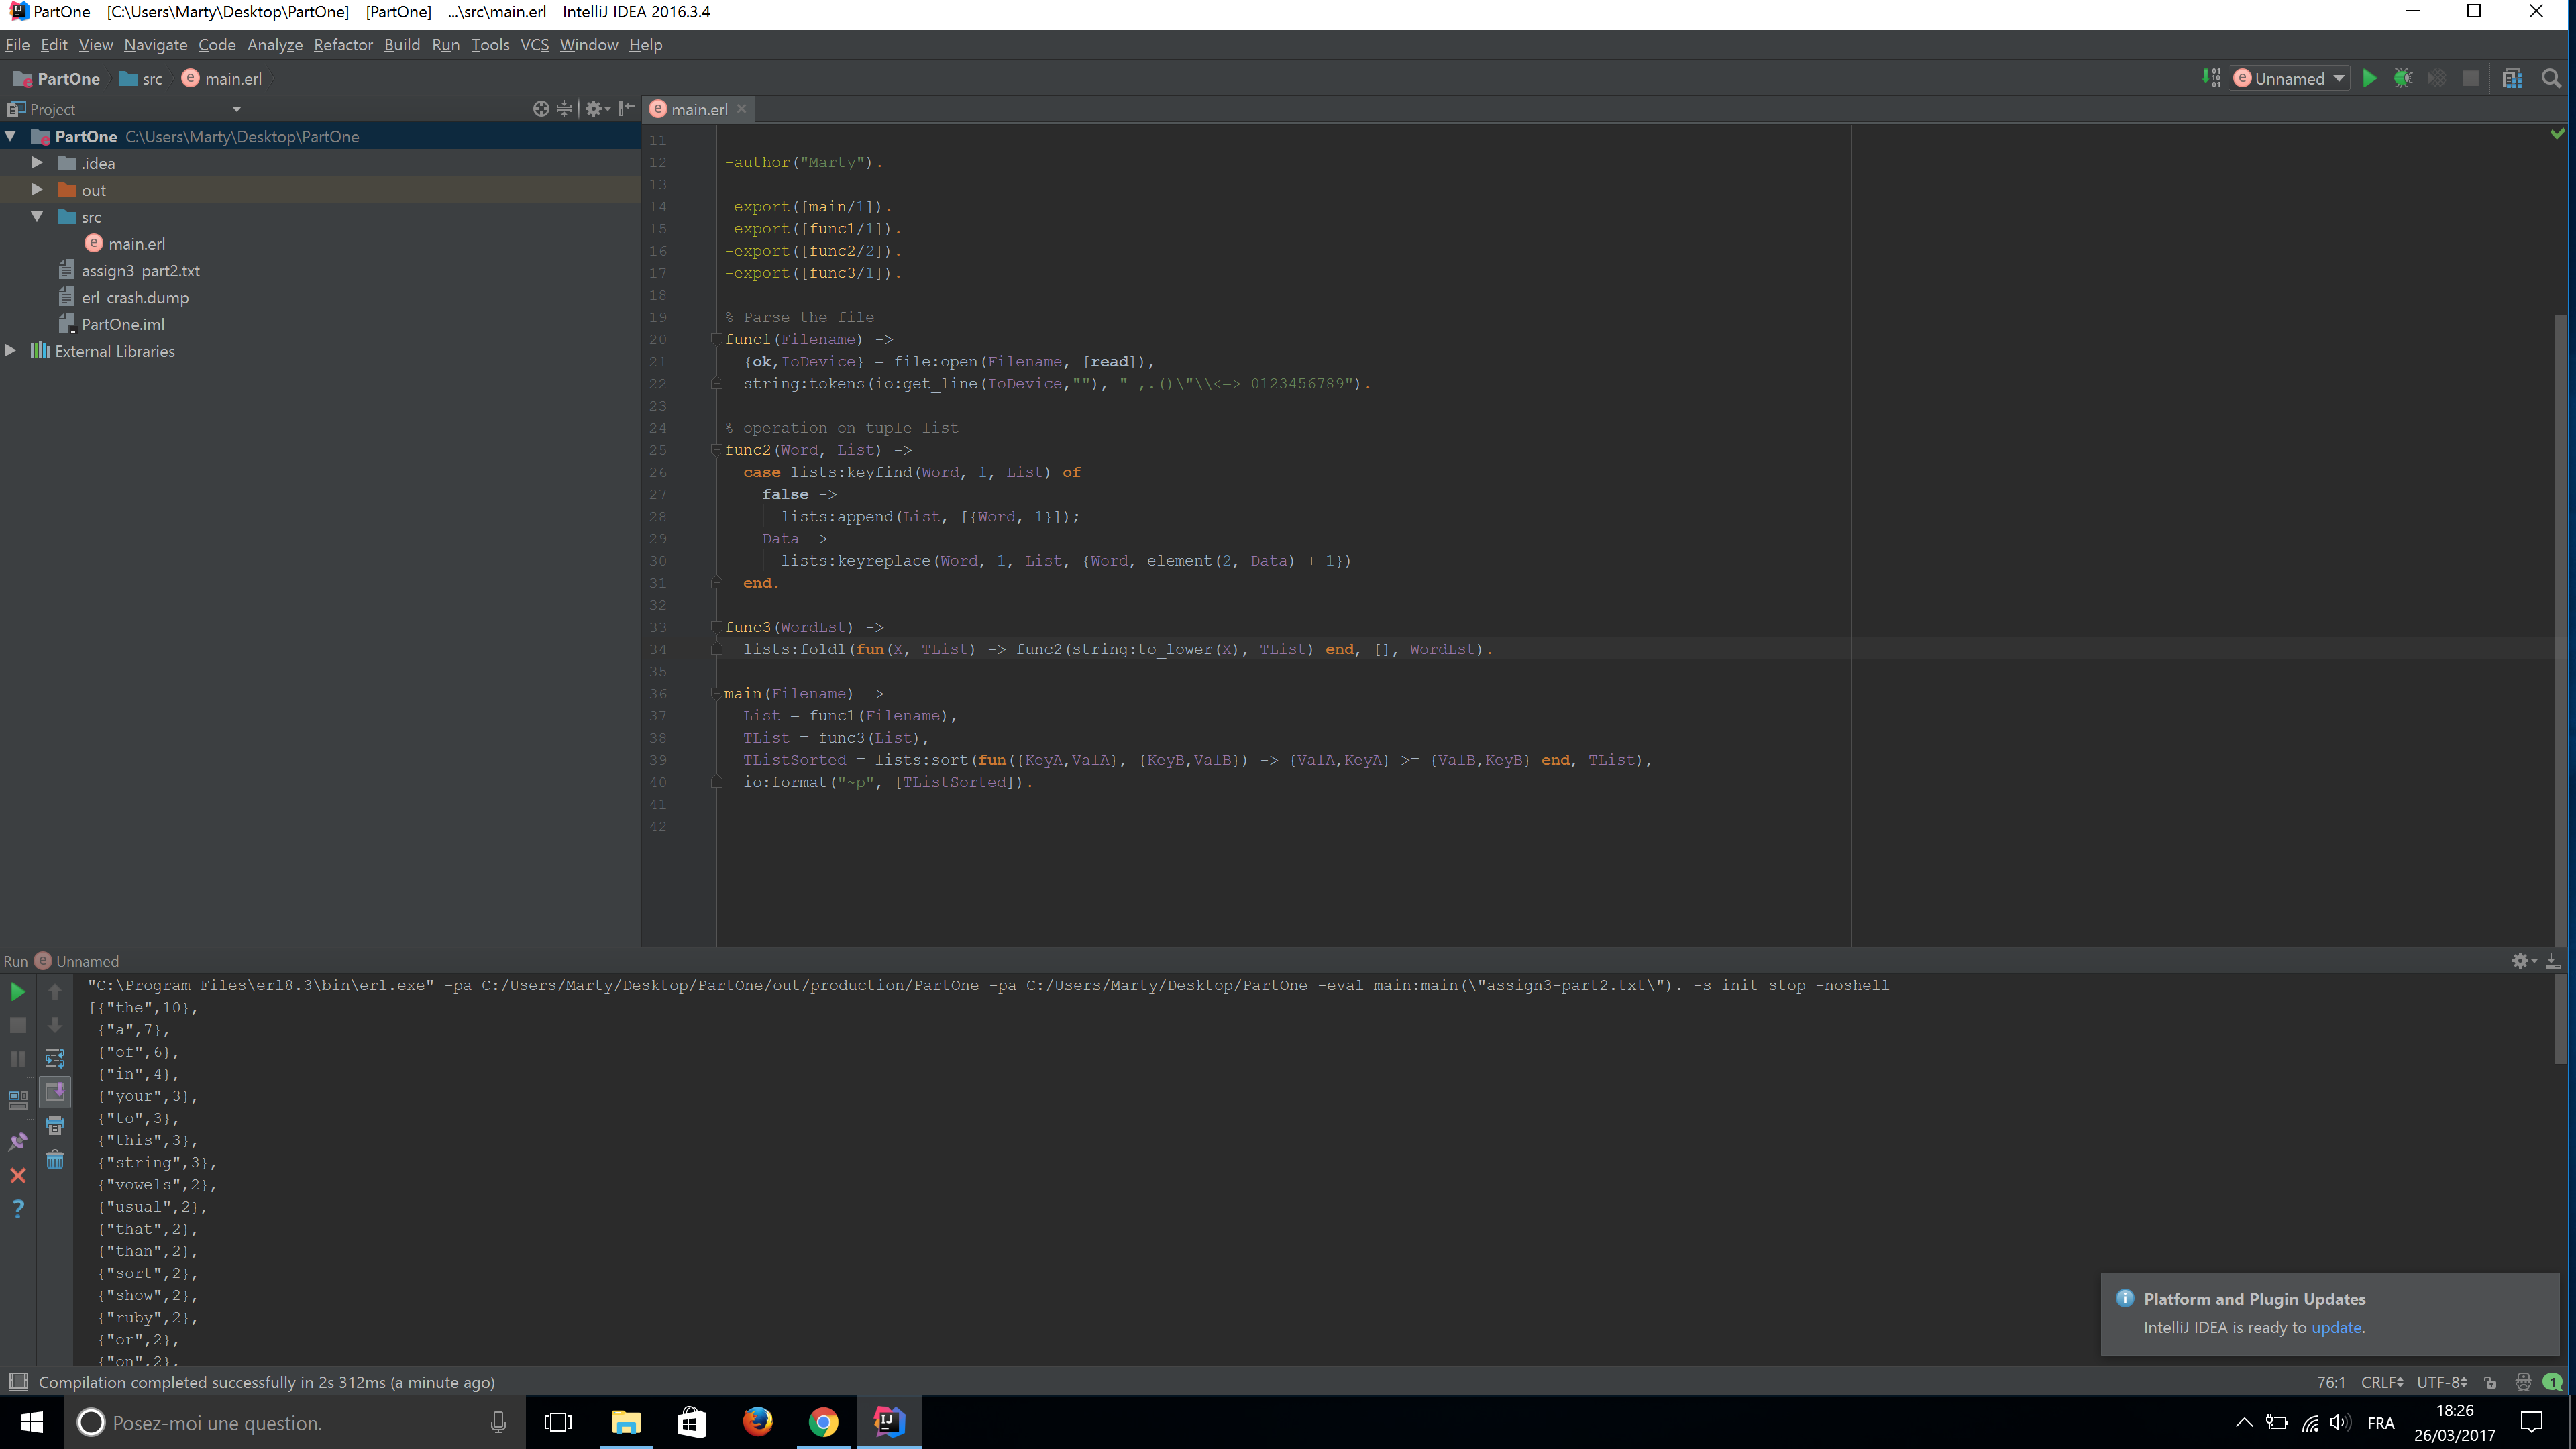 PartOne - [C:\Users\Marty\Desktop\PartOne] - [PartOne] - ...\src\main.erl - IntelliJ IDEA 2016.3.4
File Edit View Navigate Code Analyze Refactor Build Run Tools VCS Window Help
PartOne src main.erl
Unnamed
Project
main.erl
PartOne C:\Users\Marty\Desktop\PartOne
.idea
out
src
main.erl
assign3-part2.txt
erl_crash.dump
PartOne.iml
External Libraries
11
12 -author("Marty").
13
14 -export([main/1]).
15 -export([func1/1]).
16 -export([func2/2]).
17 -export([func3/1]).
18
19 % Parse the file
20 func1(Filename) ->
21 {ok,IoDevice} = file:open(Filename, [read]),
22 string:tokens(io:get_line(IoDevice,""), " ,.()\"\\<=>-0123456789").
23
24 % operation on tuple list
25 func2(Word, List) ->
26 case lists:keyfind(Word, 1, List) of
27 false ->
28 lists:append(List, [{Word, 1}]);
29 Data ->
30 lists:keyreplace(Word, 1, List, {Word, element(2, Data) + 1})
31 end.
32
33 func3(WordLst) ->
34 lists:foldl(fun(X, TList) -> func2(string:to_lower(X), TList) end, [], WordLst).
35
36 main(Filename) ->
37 List = func1(Filename),
38 TList = func3(List),
39 TListSorted = lists:sort(fun({KeyA,ValA}, {KeyB,ValB}) -> {ValA,KeyA} >= {ValB,KeyB} end, TList),
40 io:format("~p", [TListSorted]).
41
42
Run Unnamed
"C:\Program Files\erl8.3\bin\erl.exe" -pa C:/Users/Marty/Desktop/PartOne/out/production/PartOne -pa C:/Users/Marty/Desktop/PartOne -eval main:main(\"assign3-part2.txt\"). -s init stop -noshell
[{"the",10},
{"a",7},
{"of",6},
{"in",4},
{"your",3},
{"to",3},
{"this",3},
{"string",3},
{"vowels",2},
{"usual",2},
{"that",2},
{"than",2},
{"sort",2},
{"show",2},
{"ruby",2},
{"or",2},
{"on",2},
Platform and Plugin Updates
IntelliJ IDEA is ready to update.
Compilation completed successfully in 2s 312ms (a minute ago)
76:1 CRLF UTF-8 1
Posez-moi une question.
FRA
18:26
26/03/2017